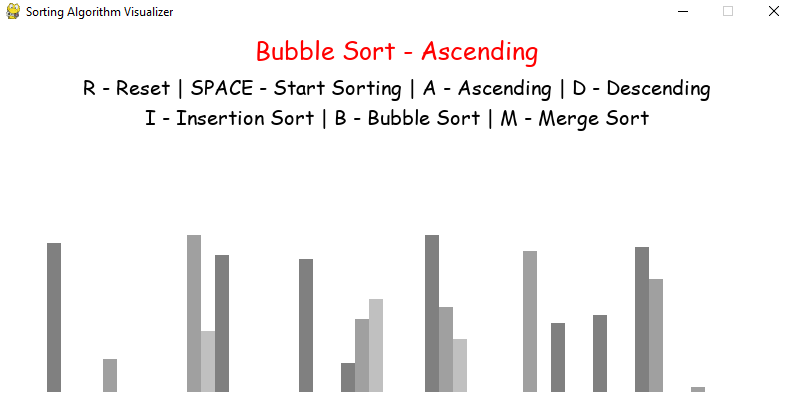 Sorting Algorithm Visualizer
Bubble Sort - Ascending
R - Reset | SPACE - Start Sorting | A - Ascending | D - Descending
I - Insertion Sort | B - Bubble Sort | M - Merge Sort